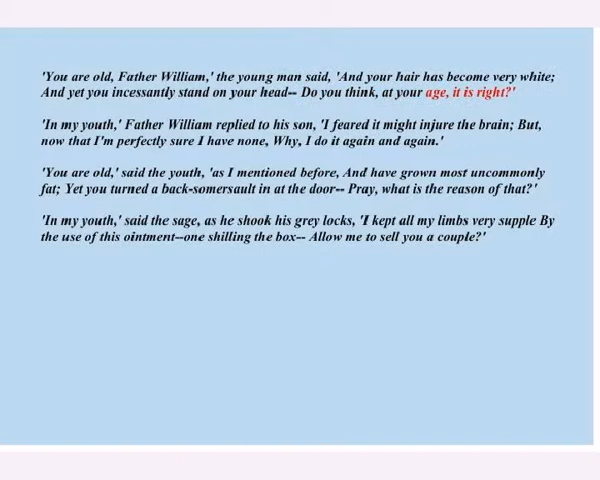 'You are old, Father William,' the young man said, 'And your hair has become very white;
And yet you incessantly stand on your head-- Do you think, at your age, it is right?'
'In my youth,' Father William replied to his son, 'I feared it might injure the brain; But,
now that I'm perfectly sure I have none, Why, I do it again and again.'
'You are old,' said the youth, 'as I mentioned before, And have grown most uncommonly
fat; Yet you turned a back-somersault in at the door-- Pray, what is the reason of that?'
'In my youth,' said the sage, as he shook his grey locks, 'I kept all my limbs very supple By
the use of this ointment--one shilling the box-- Allow me to sell you a couple?'